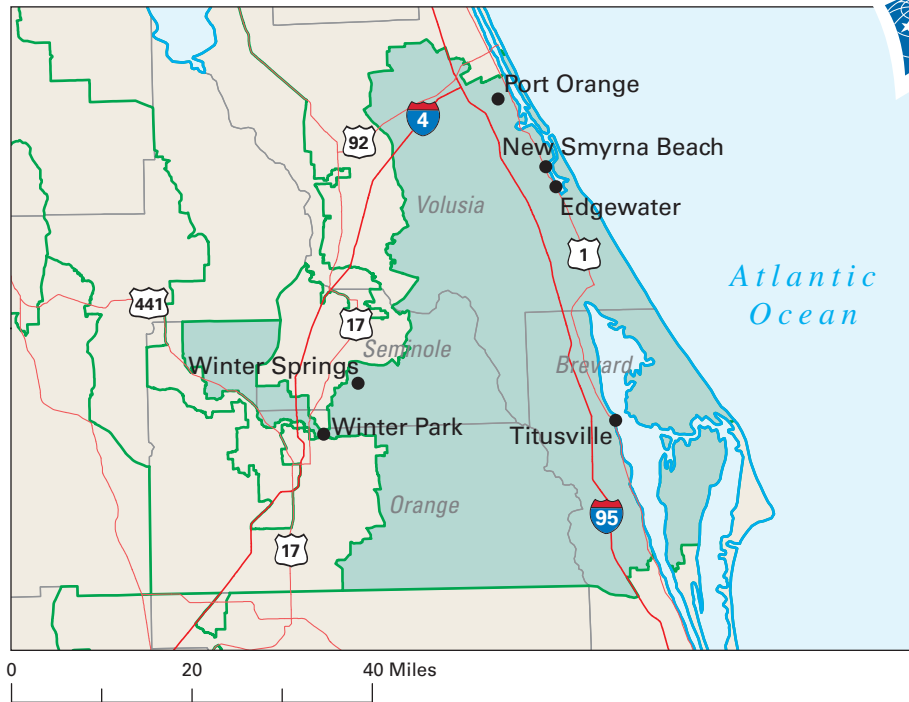 Port Orange
4
92
New Smyrna Beach
Volusia
Edgewater
1
Atlantic
Ocean
441
17
Seminole
Winter Springs
Brevard
Winter Park
Titusville
Orange
95
17
0 20 40 Miles